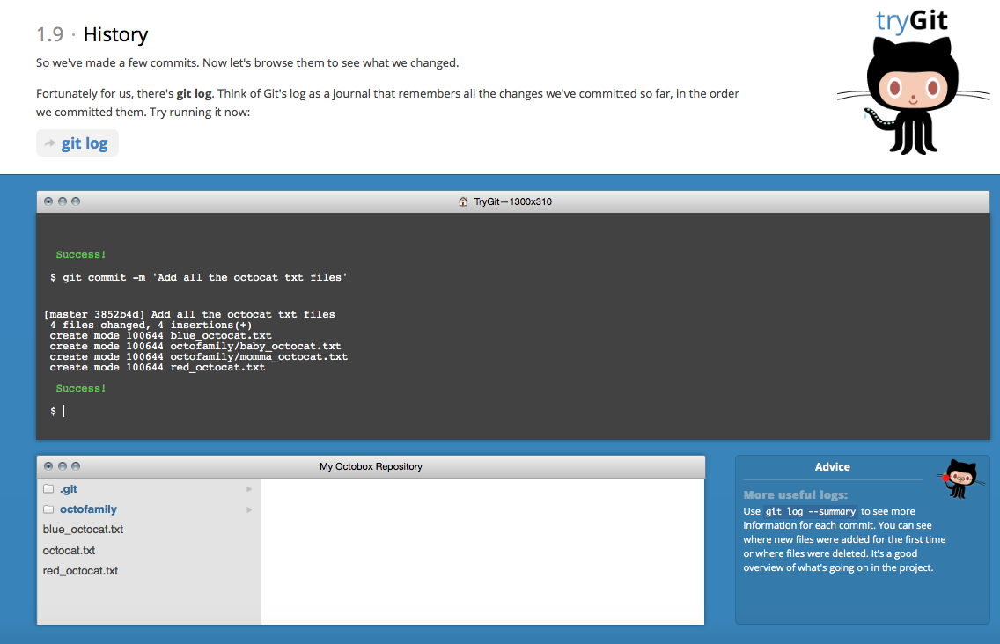 1.9 · History
tryGit
So we've made a few commits. Now let's browse them to see what we changed.
Fortunately for us, there's git log. Think of Git's log as a journal that remembers all the changes we've committed so far, in the order
we committed them. Try running it now:
git log
TryGit—1300x310
Success!
$ git commit -m 'Add all the octocat txt files'
[master 3852b4d] Add all the octocat txt files
4 files changed, 4 insertions(+)
create mode 100644 blue_octocat.txt
create mode 100644 octofamily/baby_octocat.txt
create mode 100644 octofamily/momma_octocat.txt
create mode 100644 red_octocat.txt
Success!
$
My Octobox Repository
.git
octofamily
blue_octocat.txt
octocat.txt
red_octocat.txt
Advice
More useful logs:
Use git log --summary to see more
information for each commit. You can see
where new files were added for the first time
or where files were deleted. It's a good
overview of what's going on in the project.